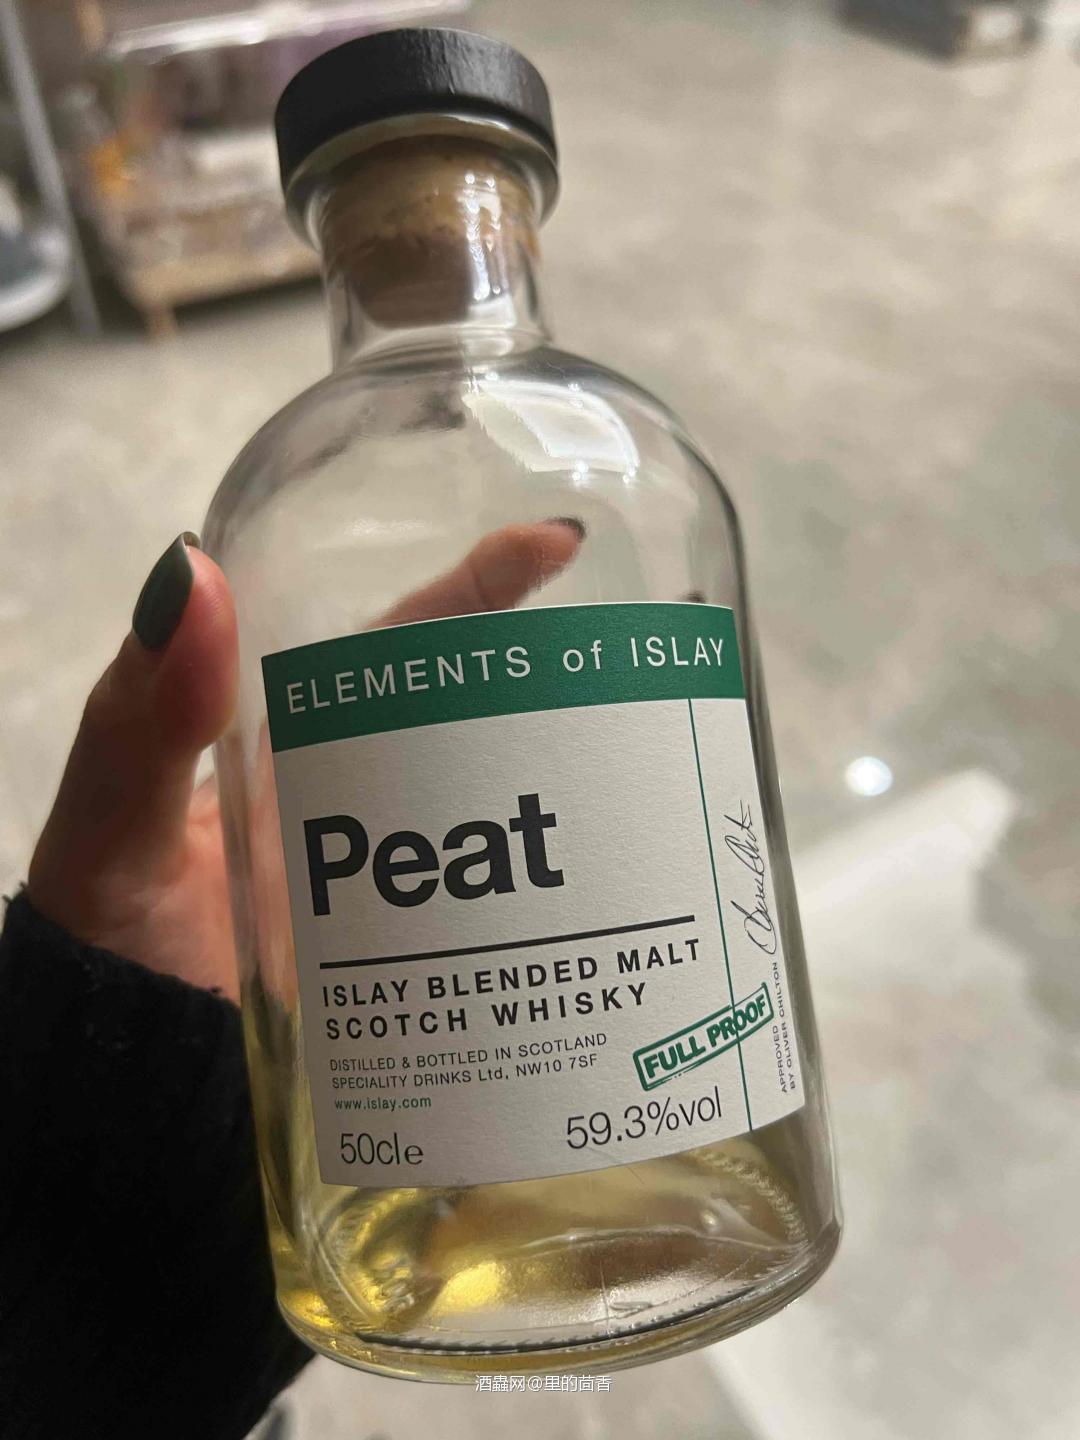 ELEMENTS of ISLAY
Peat
ISLAY BLENDED MALT
SCOTCH WHISKY
DISTILLED & BOTTLED IN SCOTLAND
SPECIALITY DRINKS Ltd, NW10 7SF
www.islay.com
50cle
59.3%vol
FULL PROOF
APPROVED
BY OLIVER CHILTON
酒蟲网@里的茴香